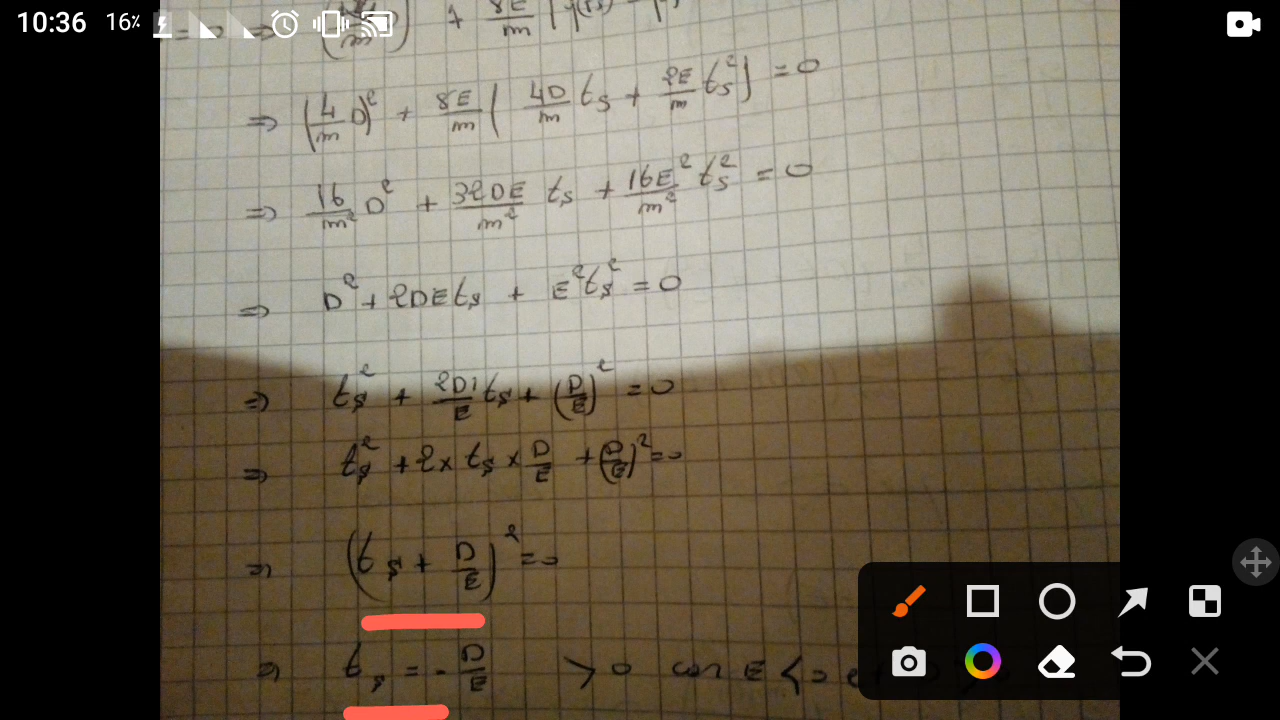 10:36 16%
⇒ (4/m D)² + 8E/m ( 4D/m ts + 2E/m ts² ) = 0
⇒ 16/m² D² + 32DE/m² ts + 16E²/m² ts² = 0
⇒ D² + 2DE ts + E² ts² = 0
⇒ ts² + 2D/E ts + (D/E)² = 0
⇒ ts² + 2 × ts × D/E + (D/E)² = 0
⇒ (ts + D/E)² = 0
⇒ ts = - D/E > 0 car E < 0